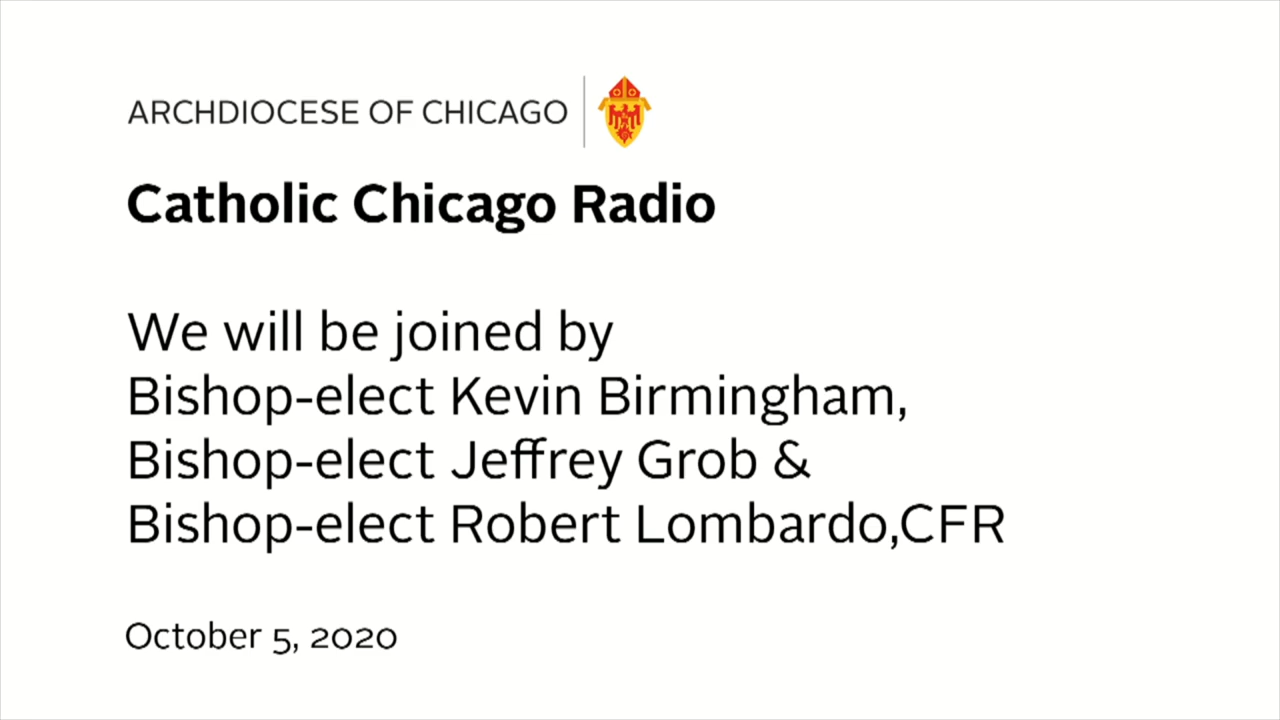 ARCHDIOCESE OF CHICAGO
Catholic Chicago Radio
We will be joined by
Bishop-elect Kevin Birmingham,
Bishop-elect Jeffrey Grob &
Bishop-elect Robert Lombardo,CFR
October 5, 2020